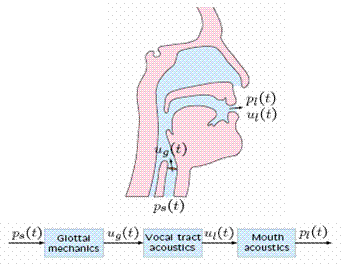 p_l(t)
u_l(t)
u_g(t)
p_s(t)
p_s(t) Glottal mechanics u_g(t) Vocal tract acoustics u_l(t) Mouth acoustics p_l(t)